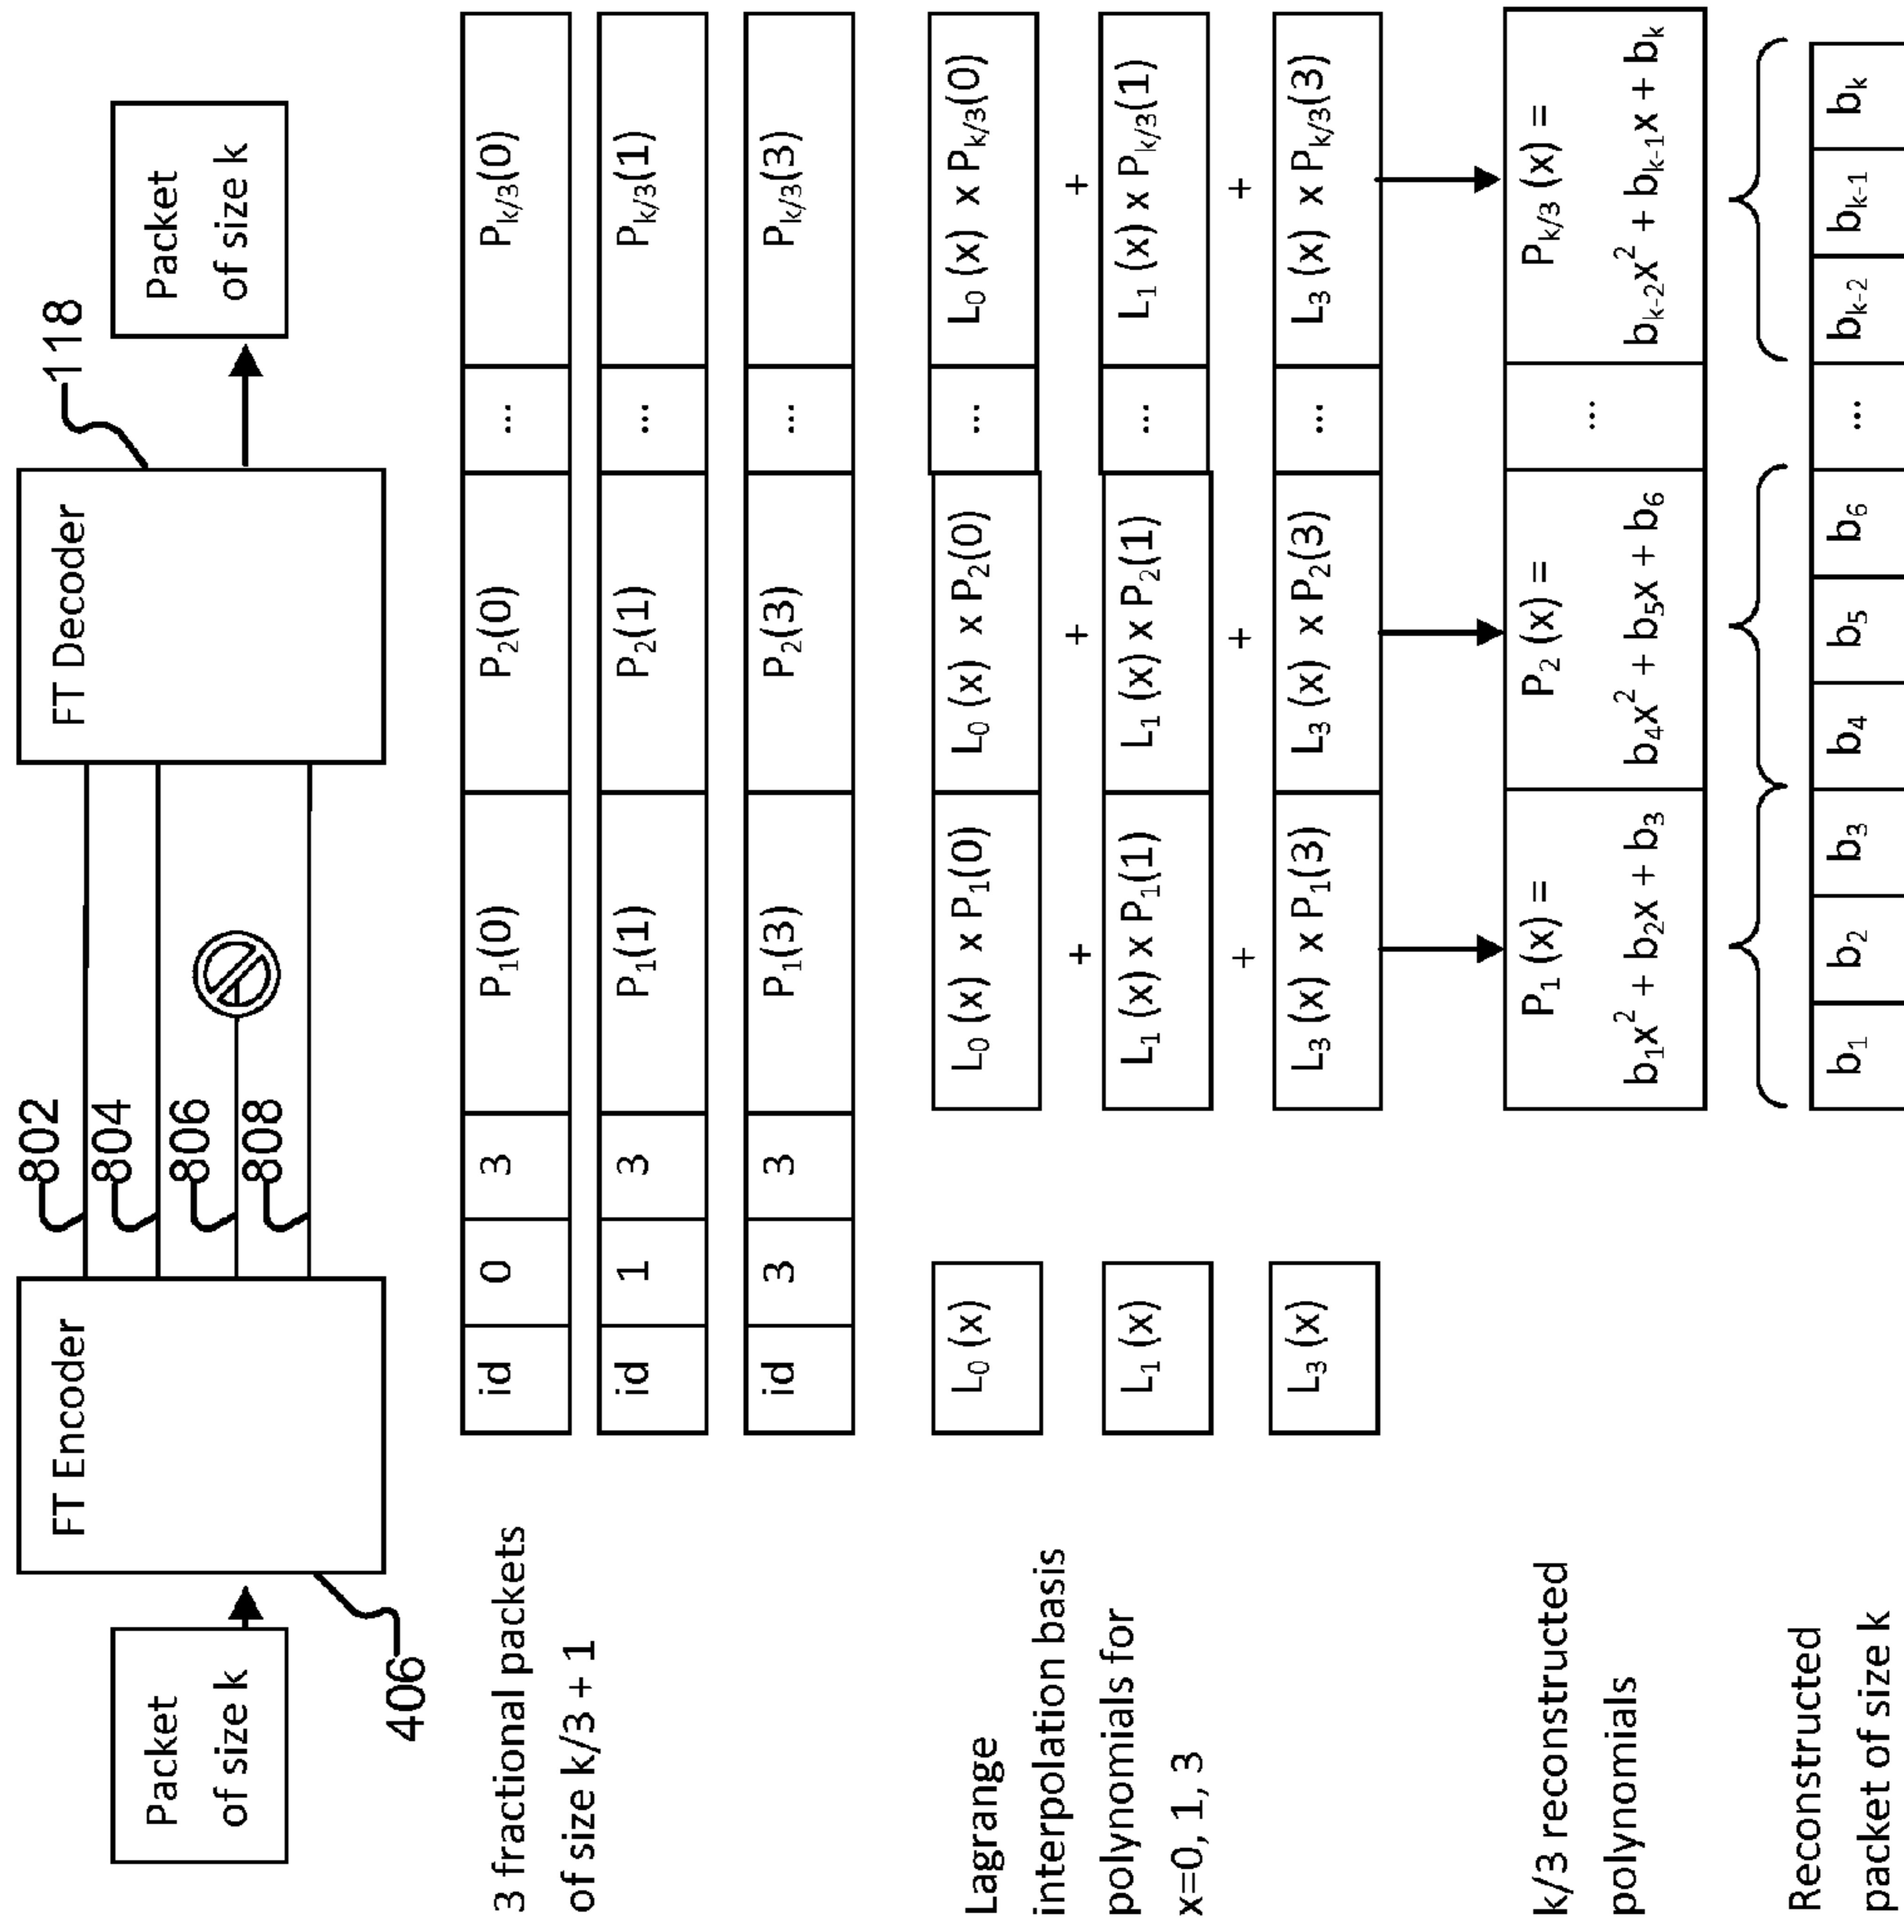 Packet
of size k
406
FT Encoder
802
804
806
808
FT Decoder
118
Packet
of size k
3 fractional packets
of size k/3 + 1
id 0 3 P1(0) P2(0) ... Pk/3(0)
id 1 3 P1(1) P2(1) ... Pk/3(1)
id 3 3 P1(3) P2(3) ... Pk/3(3)
Lagrange
interpolation basis
polynomials for
x=0, 1, 3
L0 (x) L0 (x) x P1(0) L0 (x) x P2(0) ... L0 (x) x Pk/3(0)
+ + +
L1 (x) L1 (x) x P1(1) L1 (x) x P2(1) ... L1 (x) x Pk/3(1)
+ + +
L3 (x) L3 (x) x P1(3) L3 (x) x P2(3) ... L3 (x) x Pk/3(3)
k/3 reconstructed
polynomials
P1 (x) = P2 (x) = ... Pk/3 (x) =
b1x² + b2x + b3 b4x² + b5x + b6 bk-2x² + bk-1x + bk
Reconstructed
packet of size k
b1 b2 b3 b4 b5 b6 ... bk-2 bk-1 bk